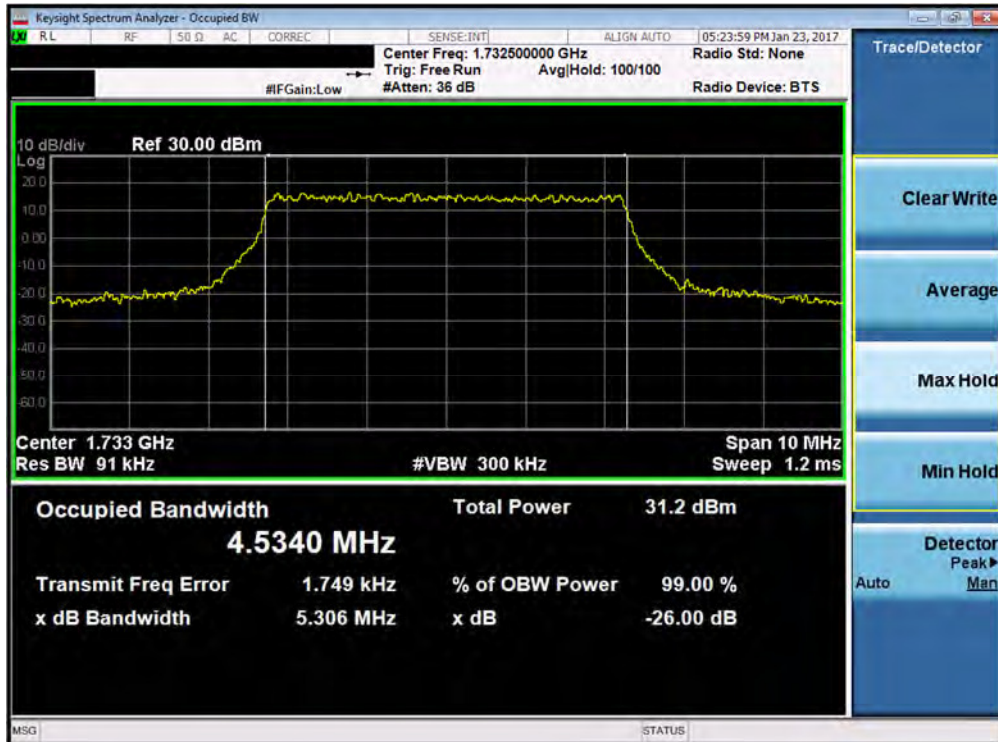 Keysight Spectrum Analyzer - Occupied BW
LXI RL RF 50 Ω AC CORREC SENSE:INT ALIGN AUTO 05:23:59 PM Jan 23, 2017
Center Freq: 1.732500000 GHz Radio Std: None
Trig: Free Run Avg|Hold: 100/100
#IFGain:Low #Atten: 36 dB Radio Device: BTS
Trace/Detector
10 dB/div Ref 30.00 dBm
Log
20.0
10.0
0.00
-10.0
-20.0
-30.0
-40.0
-50.0
-60.0
Center 1.733 GHz Span 10 MHz
Res BW 91 kHz #VBW 300 kHz Sweep 1.2 ms
Clear Write
Average
Max Hold
Min Hold
Detector
Peak▶
Auto Man
Occupied Bandwidth Total Power 31.2 dBm
4.5340 MHz
Transmit Freq Error 1.749 kHz % of OBW Power 99.00 %
x dB Bandwidth 5.306 MHz x dB -26.00 dB
MSG STATUS